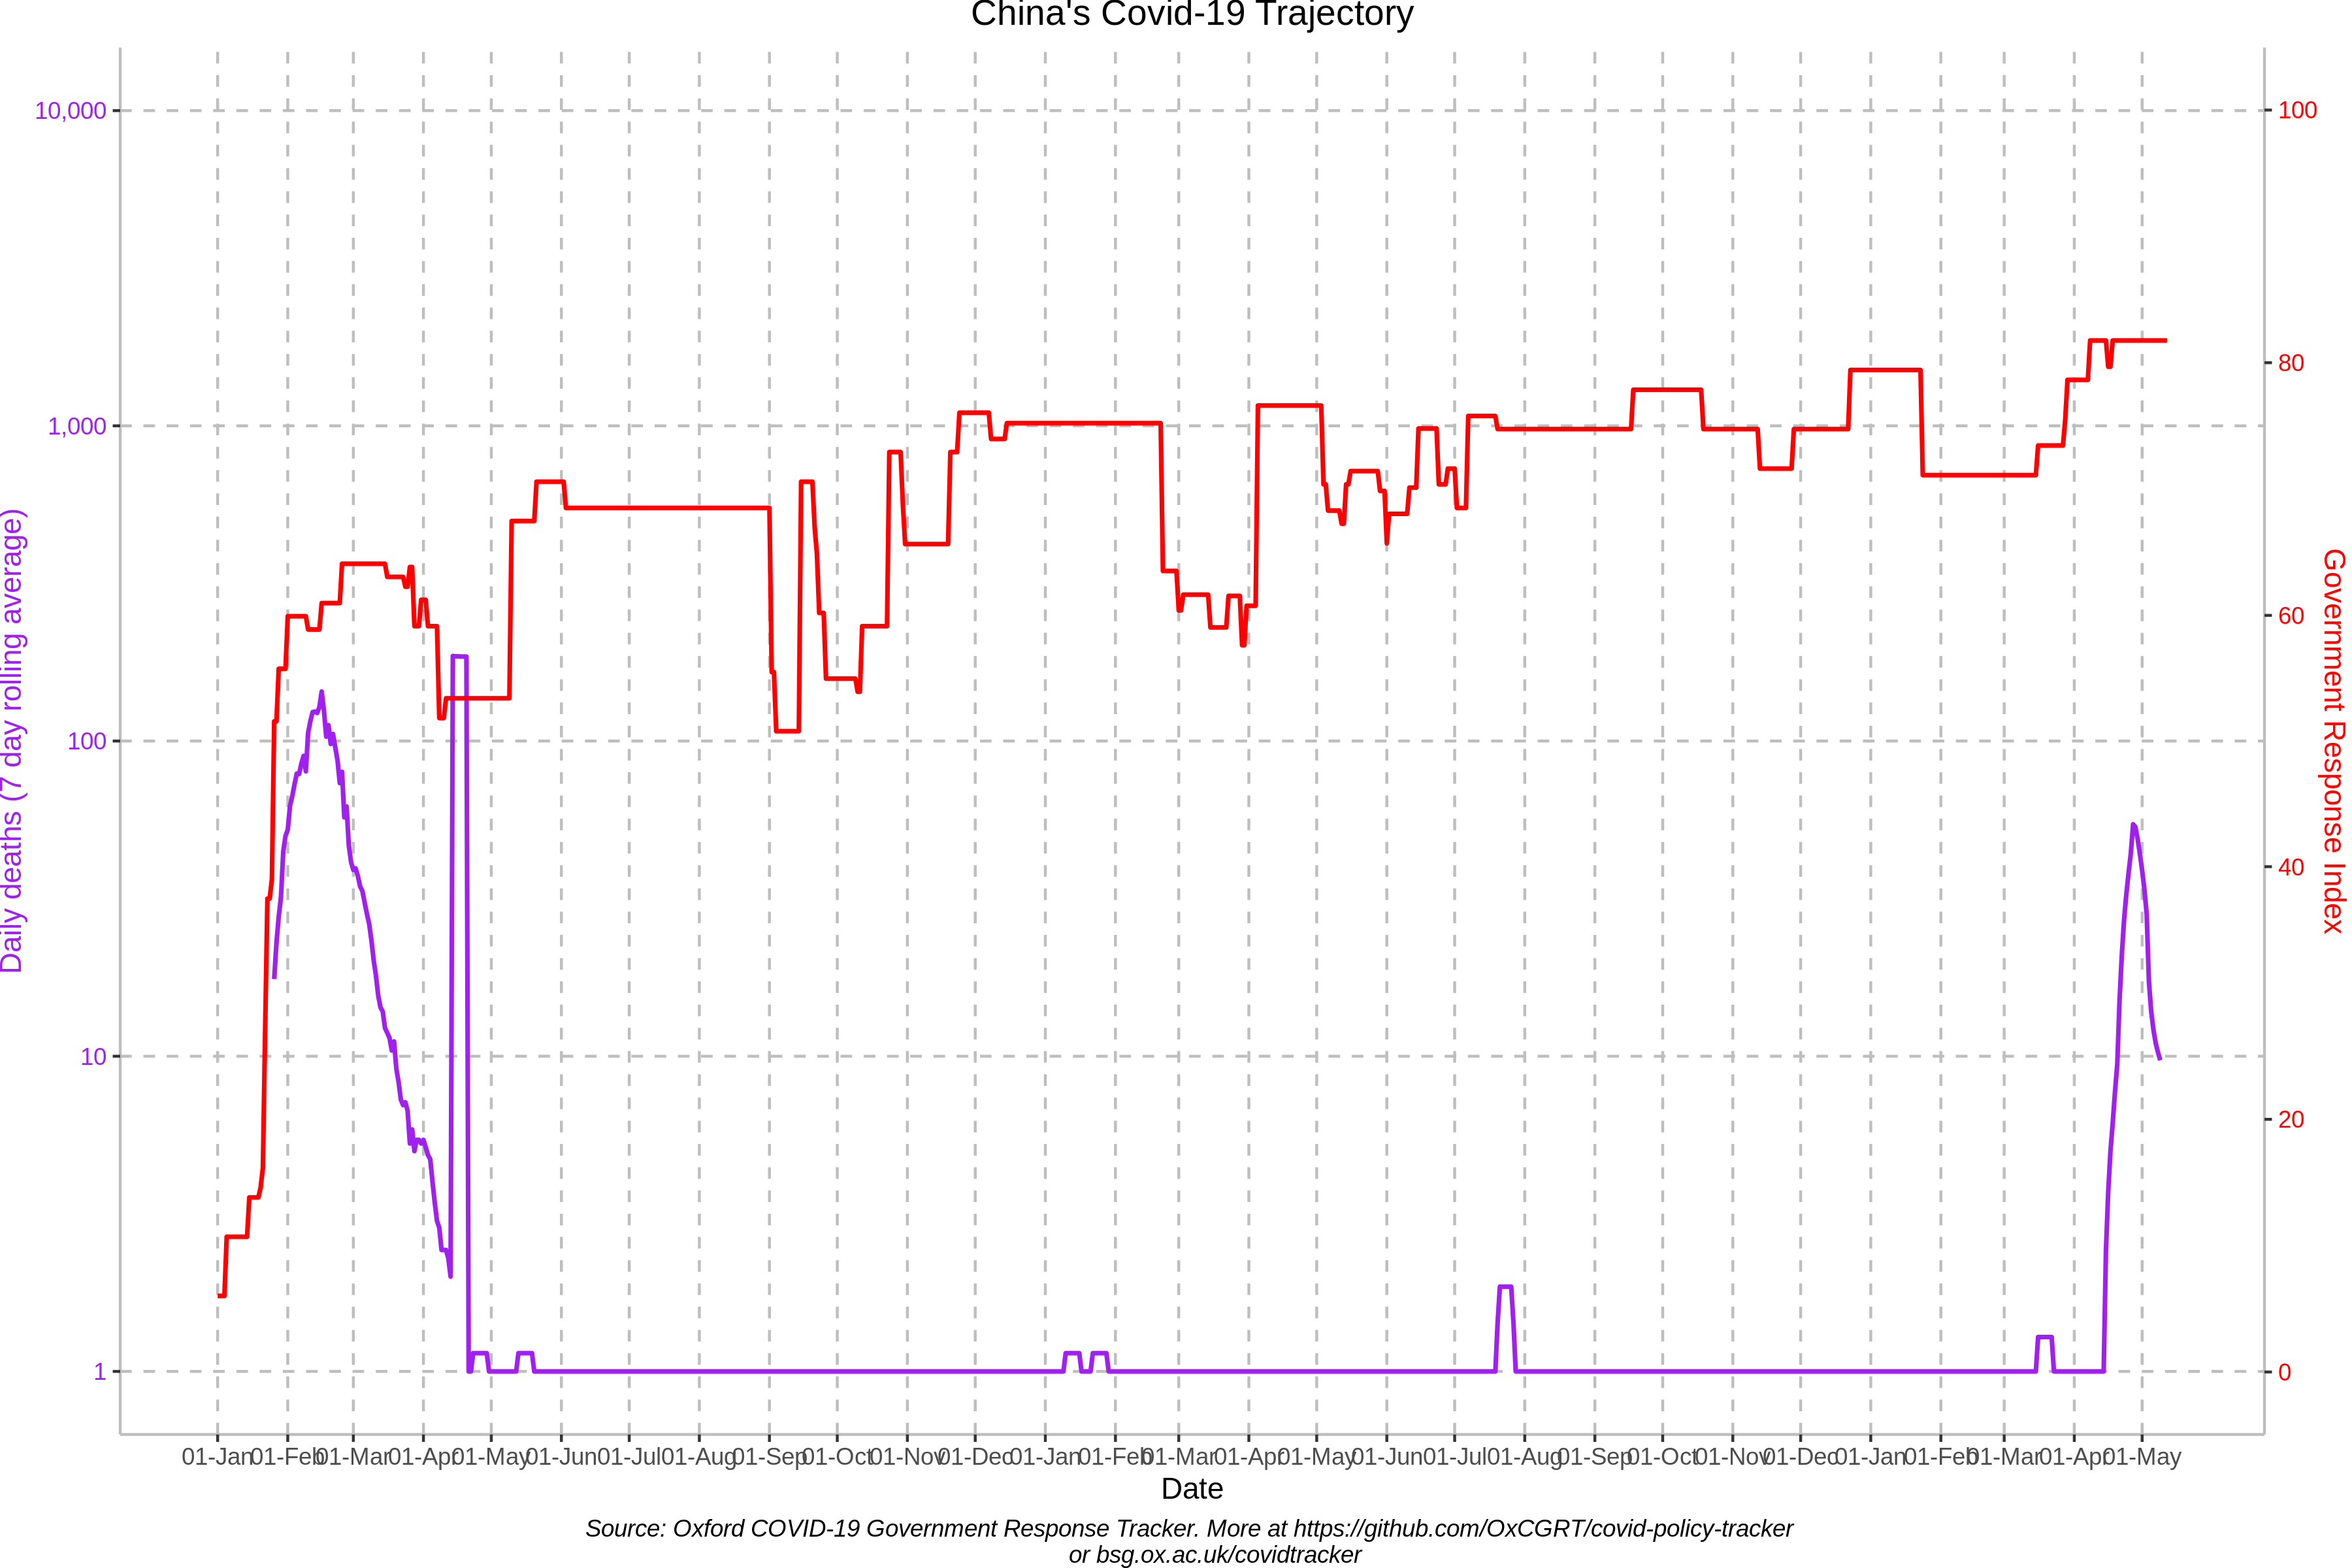 China's Covid-19 Trajectory
10,000
1,000
100
10
1
Daily deaths (7 day rolling average)
100
80
60
40
20
0
Government Response Index
01-Jan 01-Feb 01-Mar 01-Apr 01-May 01-Jun 01-Jul 01-Aug 01-Sep 01-Oct 01-Nov 01-Dec 01-Jan 01-Feb 01-Mar 01-Apr 01-May 01-Jun 01-Jul 01-Aug 01-Sep 01-Oct 01-Nov 01-Dec 01-Jan 01-Feb 01-Mar 01-Apr 01-May
Date
Source: Oxford COVID-19 Government Response Tracker. More at https://github.com/OxCGRT/covid-policy-tracker
or bsg.ox.ac.uk/covidtracker